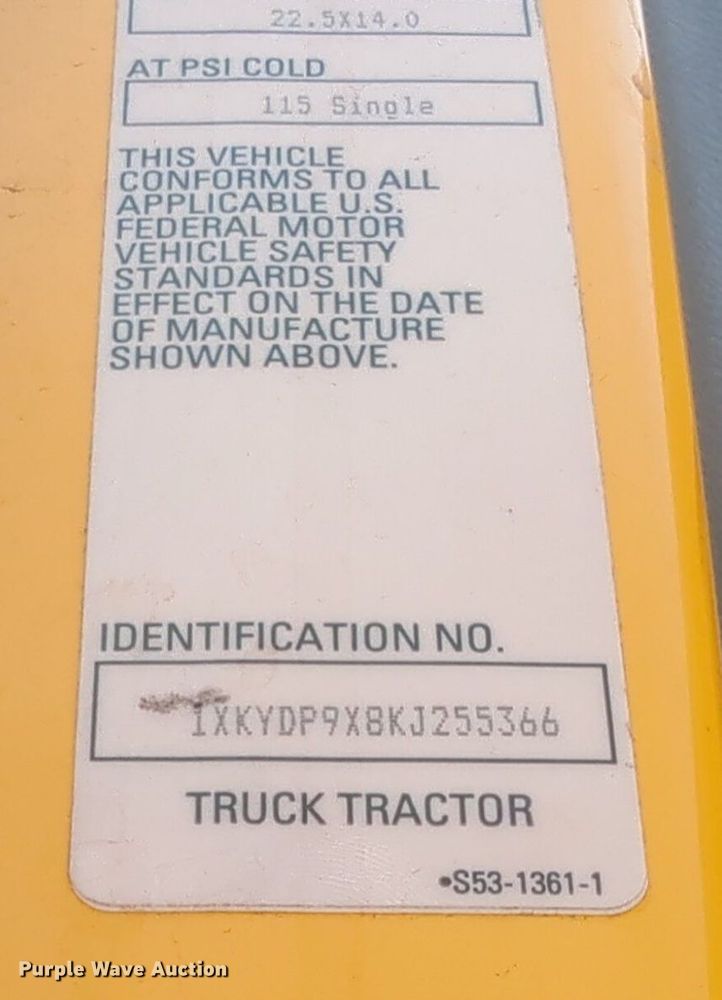 22.5X14.0
AT PSI COLD
115 Single
THIS VEHICLE
CONFORMS TO ALL
APPLICABLE U.S.
FEDERAL MOTOR
VEHICLE SAFETY
STANDARDS IN
EFFECT ON THE DATE
OF MANUFACTURE
SHOWN ABOVE.
IDENTIFICATION NO.
1XKYDP9X8KJ255366
TRUCK TRACTOR
•S53-1361-1
Purple Wave Auction